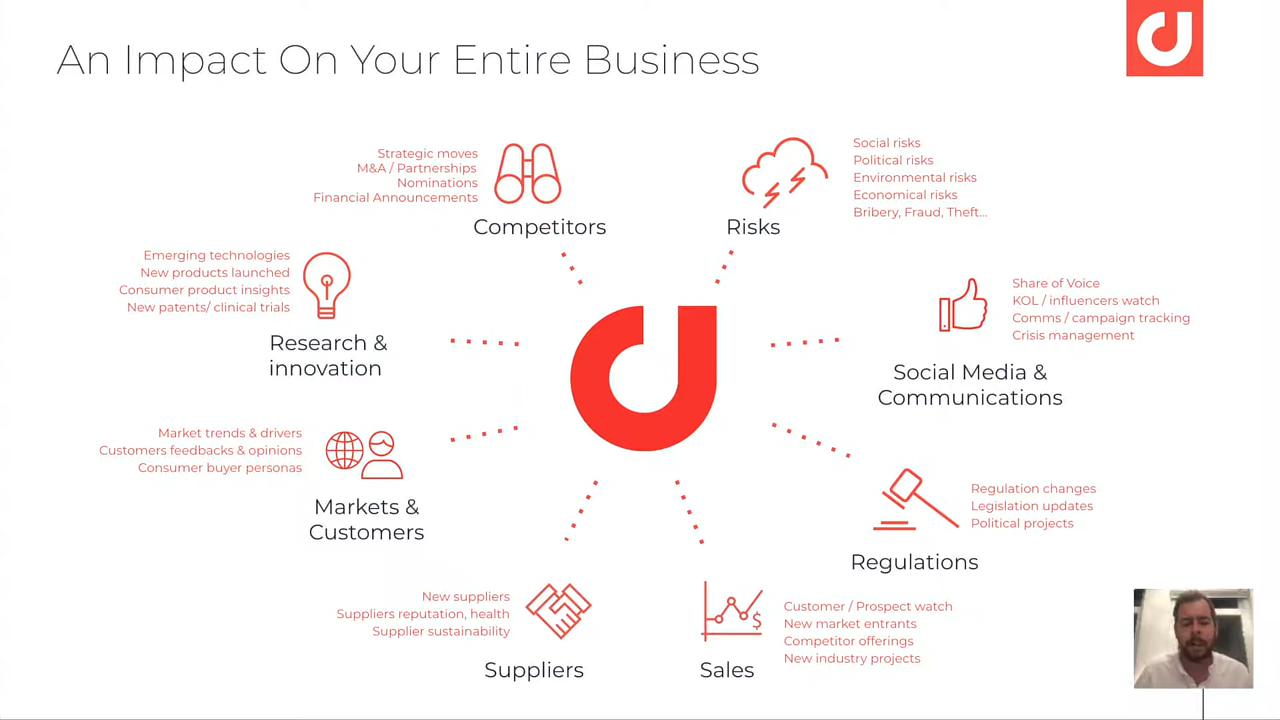 An Impact On Your Entire Business
Strategic moves
M&A / Partnerships
Nominations
Financial Announcements
Competitors
Social risks
Political risks
Environmental risks
Economical risks
Bribery, Fraud, Theft...
Risks
Emerging technologies
New products launched
Consumer product insights
New patents/ clinical trials
Research &
innovation
Share of Voice
KOL / influencers watch
Comms / campaign tracking
Crisis management
Social Media &
Communications
Market trends & drivers
Customers feedbacks & opinions
Consumer buyer personas
Markets &
Customers
Regulation changes
Legislation updates
Political projects
Regulations
New suppliers
Suppliers reputation, health
Supplier sustainability
Suppliers
$
Customer / Prospect watch
New market entrants
Competitor offerings
New industry projects
Sales